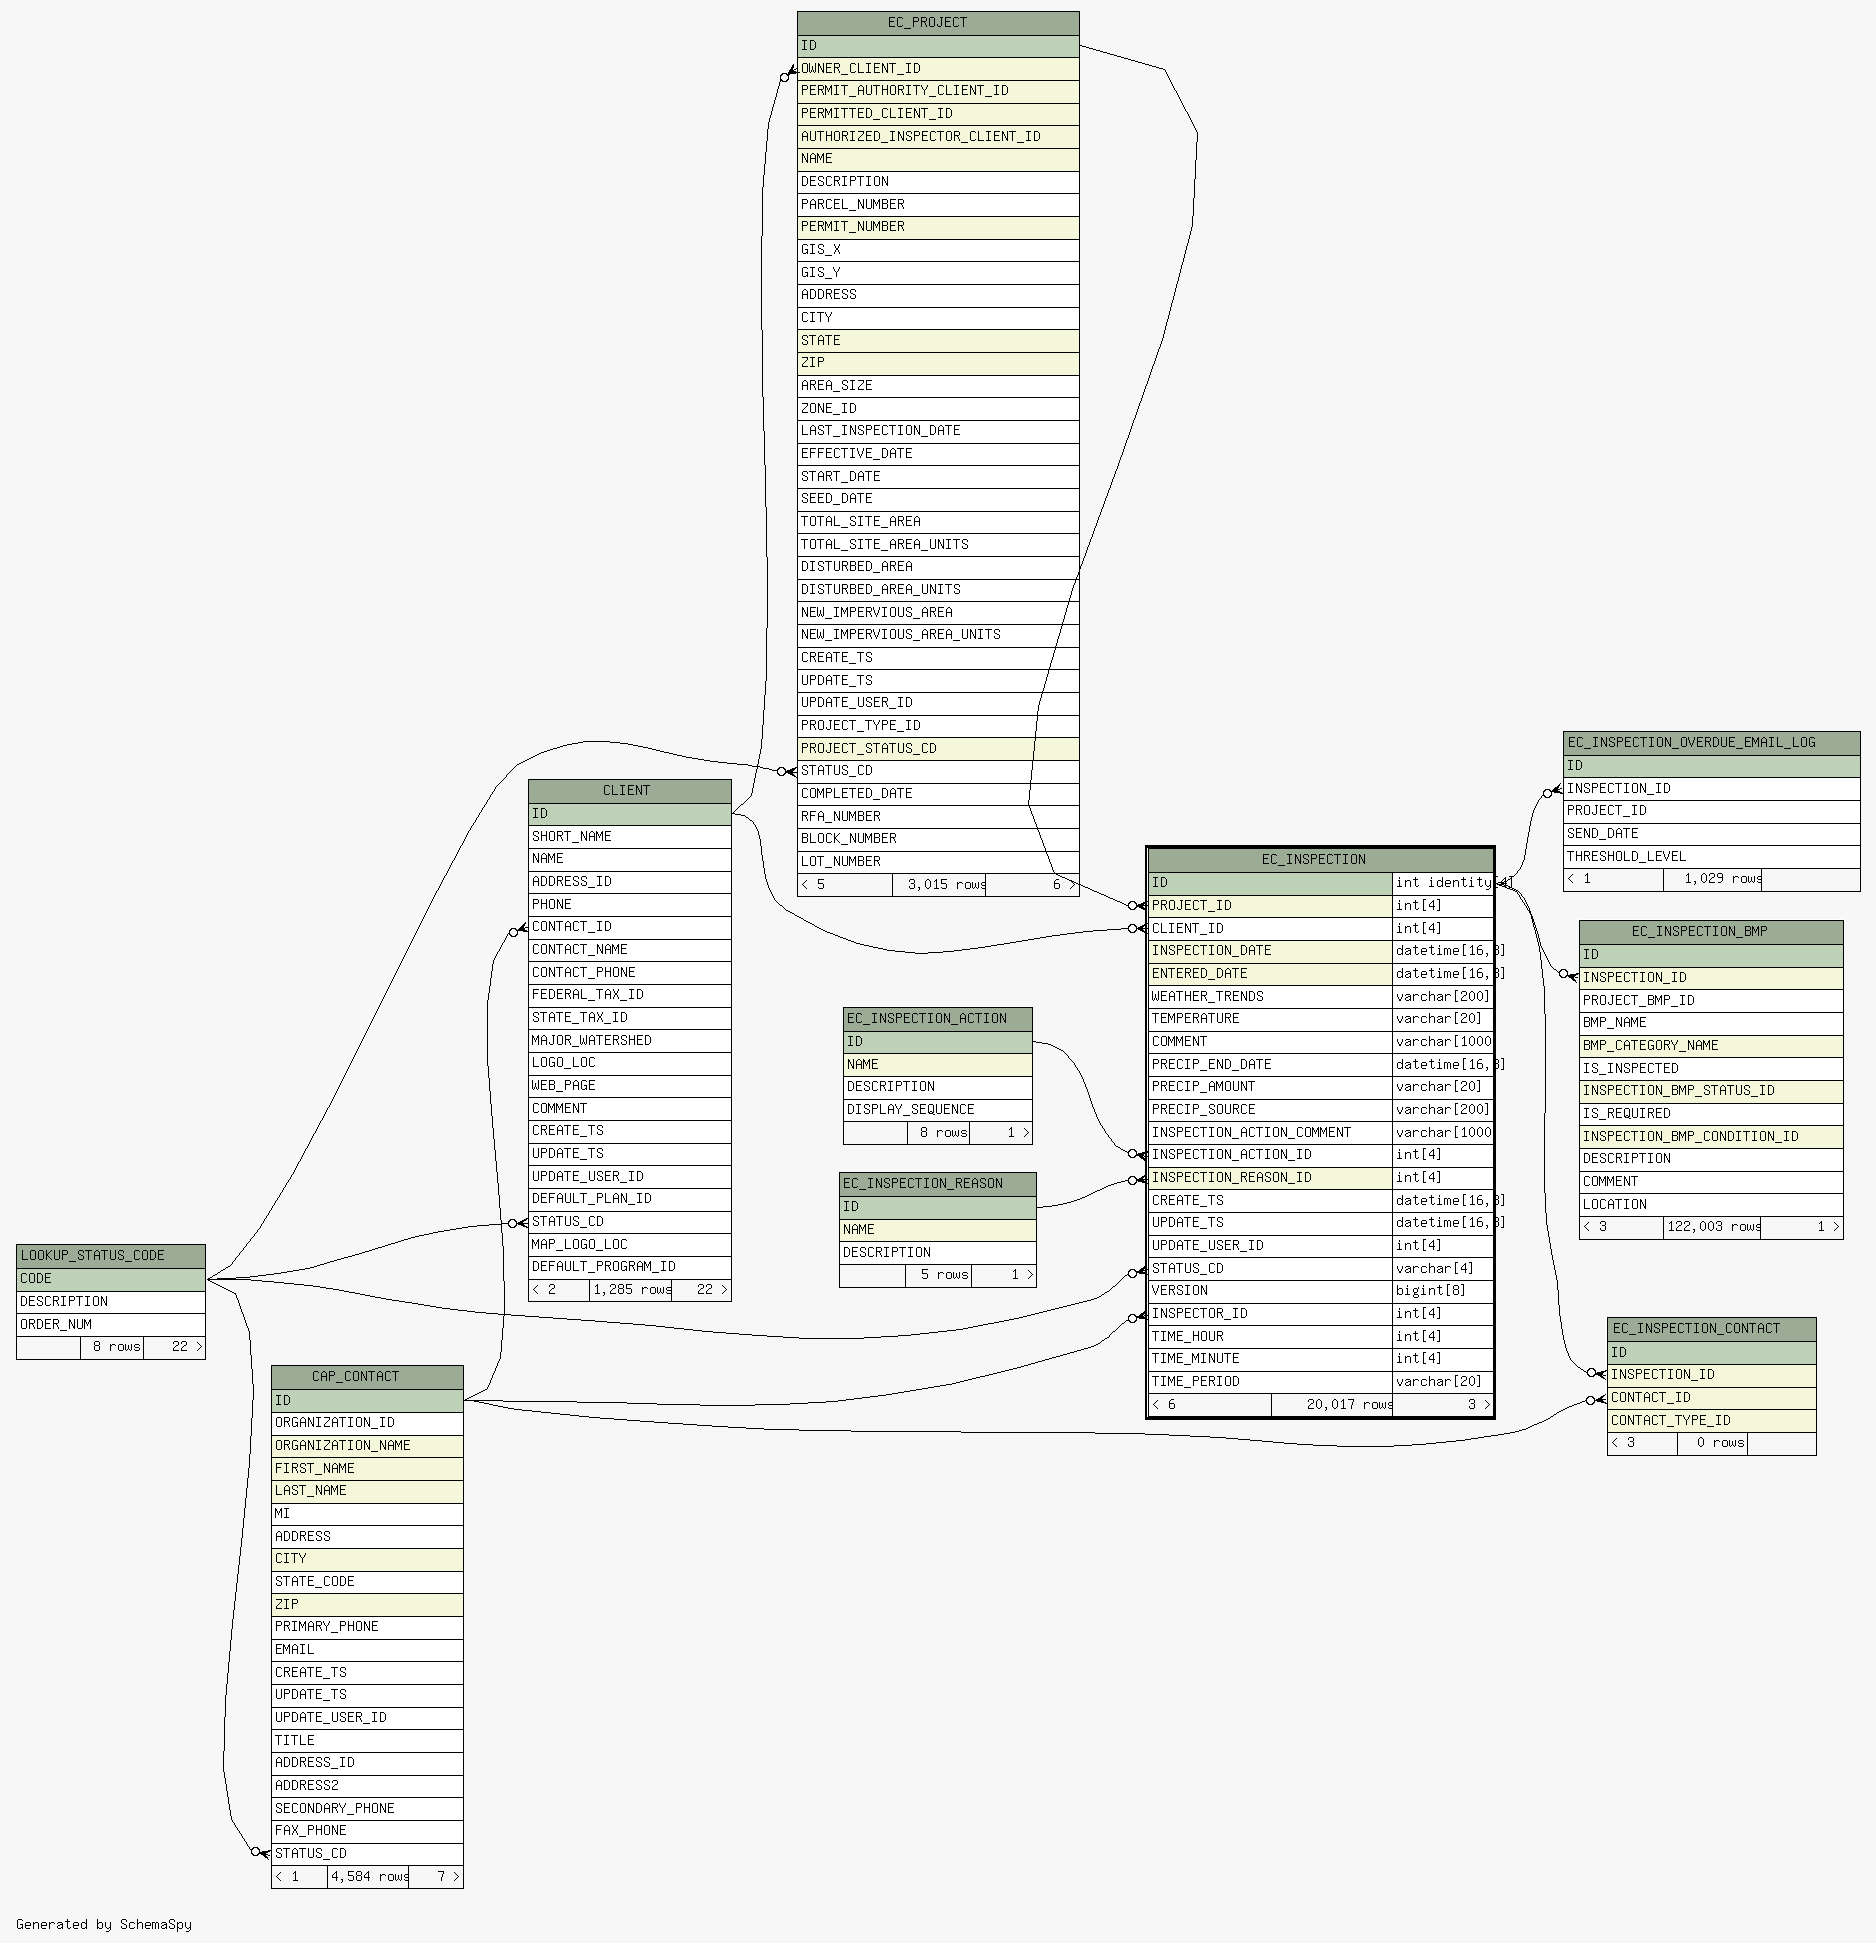 EC_PROJECT
ID
OWNER_CLIENT_ID
PERMIT_AUTHORITY_CLIENT_ID
PERMITTED_CLIENT_ID
AUTHORIZED_INSPECTOR_CLIENT_ID
NAME
DESCRIPTION
PARCEL_NUMBER
PERMIT_NUMBER
GIS_X
GIS_Y
ADDRESS
CITY
STATE
ZIP
AREA_SIZE
ZONE_ID
LAST_INSPECTION_DATE
EFFECTIVE_DATE
START_DATE
SEED_DATE
TOTAL_SITE_AREA
TOTAL_SITE_AREA_UNITS
DISTURBED_AREA
DISTURBED_AREA_UNITS
NEW_IMPERVIOUS_AREA
NEW_IMPERVIOUS_AREA_UNITS
CREATE_TS
UPDATE_TS
UPDATE_USER_ID
PROJECT_TYPE_ID
PROJECT_STATUS_CD
STATUS_CD
COMPLETED_DATE
RFA_NUMBER
BLOCK_NUMBER
LOT_NUMBER
< 5 3,015 rows 6 >
CLIENT
ID
SHORT_NAME
NAME
ADDRESS_ID
PHONE
CONTACT_ID
CONTACT_NAME
CONTACT_PHONE
FEDERAL_TAX_ID
STATE_TAX_ID
MAJOR_WATERSHED
LOGO_LOC
WEB_PAGE
COMMENT
CREATE_TS
UPDATE_TS
UPDATE_USER_ID
DEFAULT_PLAN_ID
STATUS_CD
MAP_LOGO_LOC
DEFAULT_PROGRAM_ID
< 2 1,285 rows 22 >
EC_INSPECTION_ACTION
ID
NAME
DESCRIPTION
DISPLAY_SEQUENCE
8 rows 1 >
EC_INSPECTION_REASON
ID
NAME
DESCRIPTION
5 rows 1 >
EC_INSPECTION
ID int identity[4]
PROJECT_ID int[4]
CLIENT_ID int[4]
INSPECTION_DATE datetime[16,3]
ENTERED_DATE datetime[16,3]
WEATHER_TRENDS varchar[200]
TEMPERATURE varchar[20]
COMMENT varchar[1000
PRECIP_END_DATE datetime[16,3]
PRECIP_AMOUNT varchar[20]
PRECIP_SOURCE varchar[200]
INSPECTION_ACTION_COMMENT varchar[1000
INSPECTION_ACTION_ID int[4]
INSPECTION_REASON_ID int[4]
CREATE_TS datetime[16,3]
UPDATE_TS datetime[16,3]
UPDATE_USER_ID int[4]
STATUS_CD varchar[4]
VERSION bigint[8]
INSPECTOR_ID int[4]
TIME_HOUR int[4]
TIME_MINUTE int[4]
TIME_PERIOD varchar[20]
< 6 20,017 rows 3 >
EC_INSPECTION_OVERDUE_EMAIL_LOG
ID
INSPECTION_ID
PROJECT_ID
SEND_DATE
THRESHOLD_LEVEL
< 1 1,029 rows
EC_INSPECTION_BMP
ID
INSPECTION_ID
PROJECT_BMP_ID
BMP_NAME
BMP_CATEGORY_NAME
IS_INSPECTED
INSPECTION_BMP_STATUS_ID
IS_REQUIRED
INSPECTION_BMP_CONDITION_ID
DESCRIPTION
COMMENT
LOCATION
< 3 122,003 rows 1 >
EC_INSPECTION_CONTACT
ID
INSPECTION_ID
CONTACT_ID
CONTACT_TYPE_ID
< 3 0 rows
LOOKUP_STATUS_CODE
CODE
DESCRIPTION
ORDER_NUM
8 rows 22 >
CAP_CONTACT
ID
ORGANIZATION_ID
ORGANIZATION_NAME
FIRST_NAME
LAST_NAME
MI
ADDRESS
CITY
STATE_CODE
ZIP
PRIMARY_PHONE
EMAIL
CREATE_TS
UPDATE_TS
UPDATE_USER_ID
TITLE
ADDRESS_ID
ADDRESS2
SECONDARY_PHONE
FAX_PHONE
STATUS_CD
< 1 4,584 rows 7 >
Generated by SchemaSpy